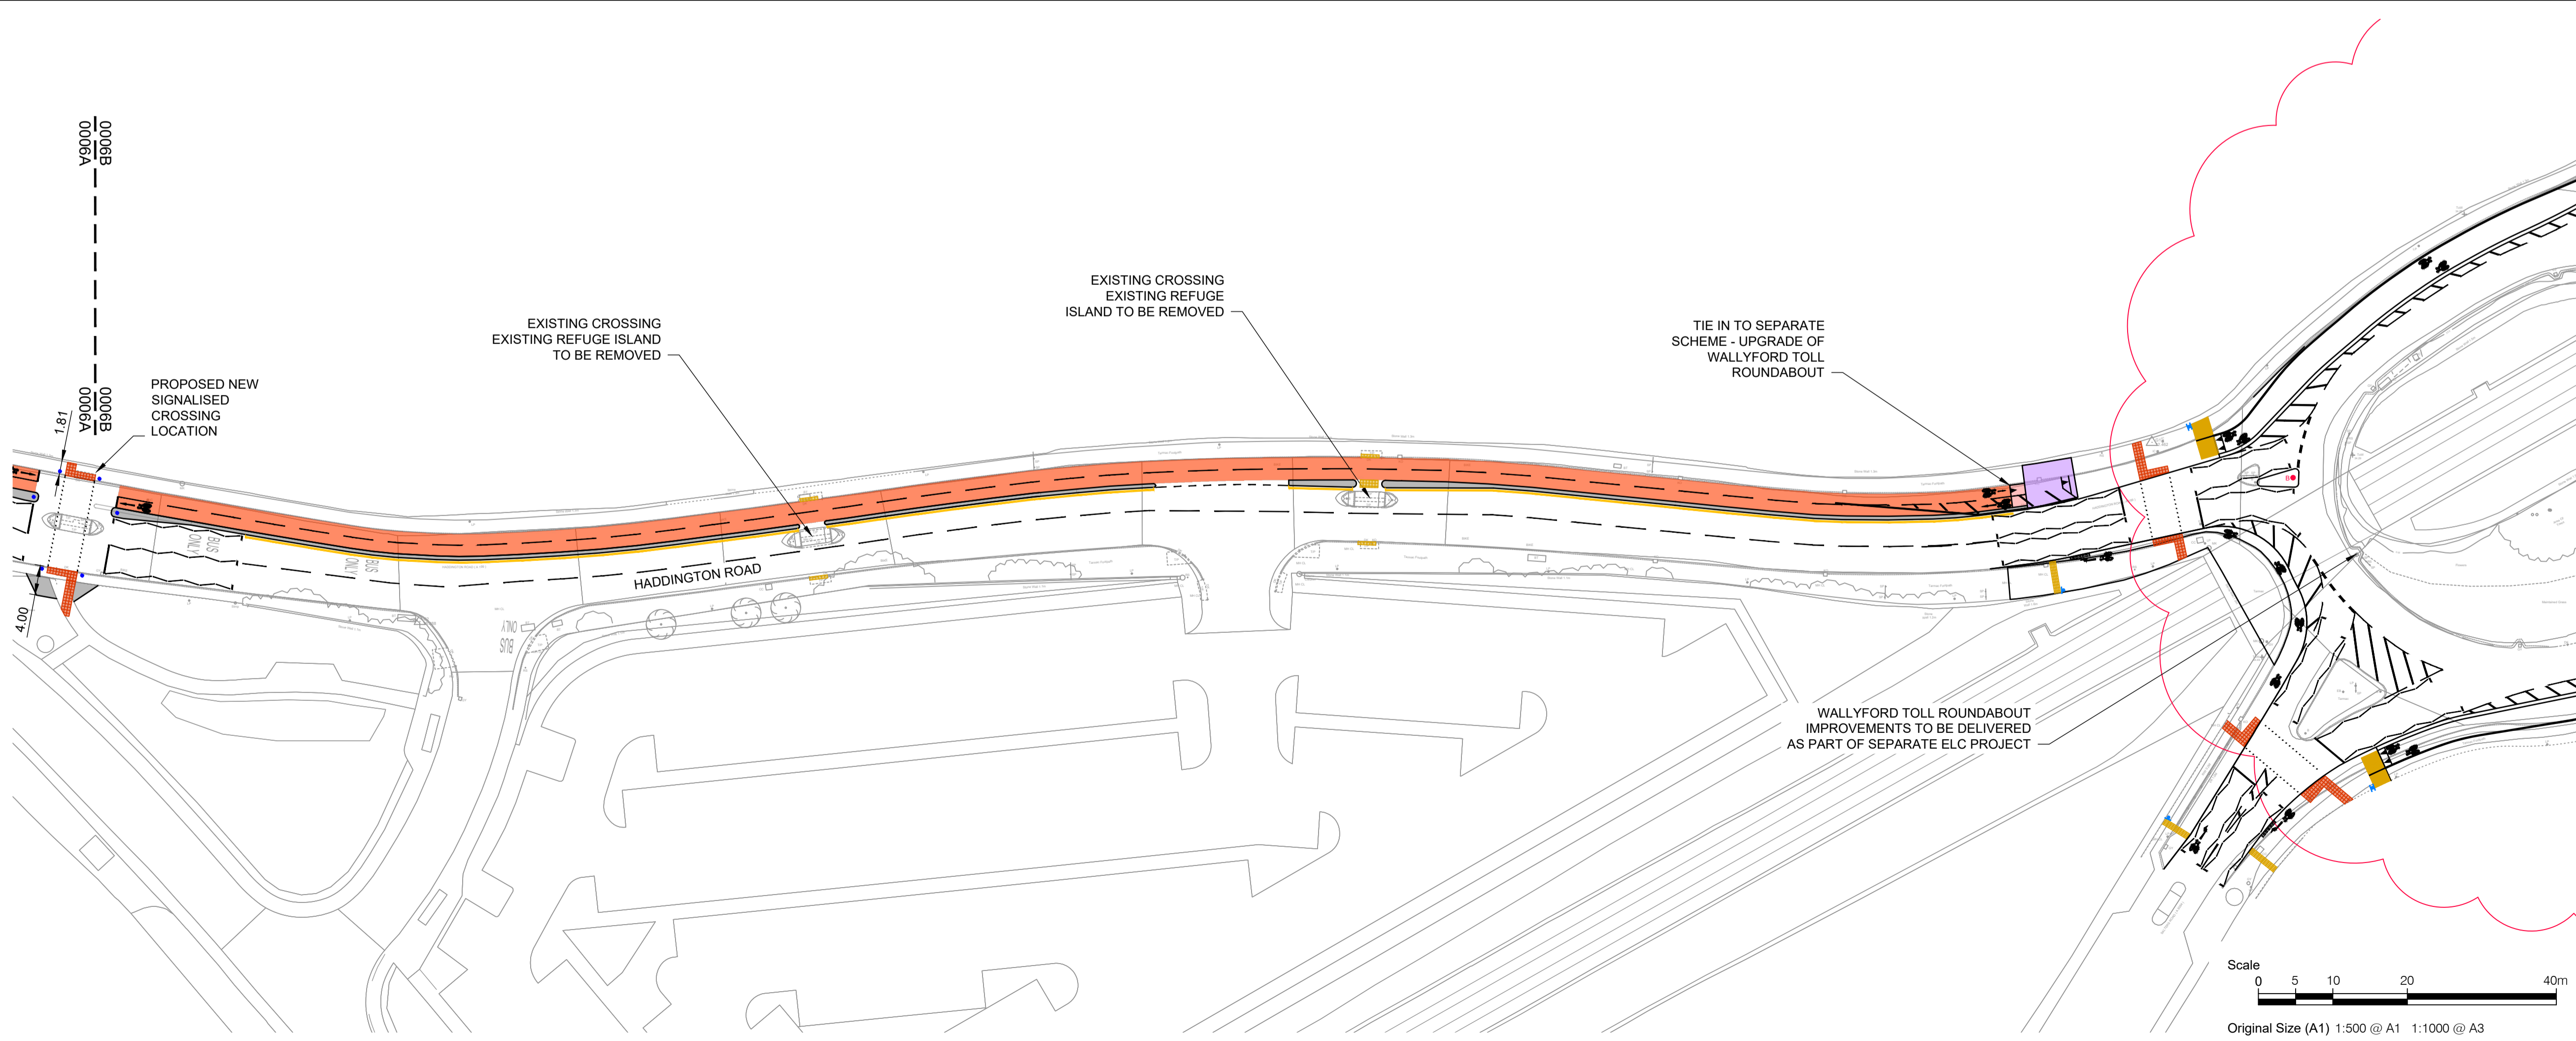 0006B
0006A
0006B
0006A
1.81
4.00
PROPOSED NEW
SIGNALISED
CROSSING
LOCATION
EXISTING CROSSING
EXISTING REFUGE ISLAND
TO BE REMOVED
EXISTING CROSSING
EXISTING REFUGE
ISLAND TO BE REMOVED
TIE IN TO SEPARATE
SCHEME - UPGRADE OF
WALLYFORD TOLL
ROUNDABOUT
BUS
ONLY
BUS
ONLY
HADDINGTON ROAD
ONLY
BUS
WALLYFORD TOLL ROUNDABOUT
IMPROVEMENTS TO BE DELIVERED
AS PART OF SEPARATE ELC PROJECT
Scale
0 5 10 20 40m
Original Size (A1) 1:500 @ A1 1:1000 @ A3